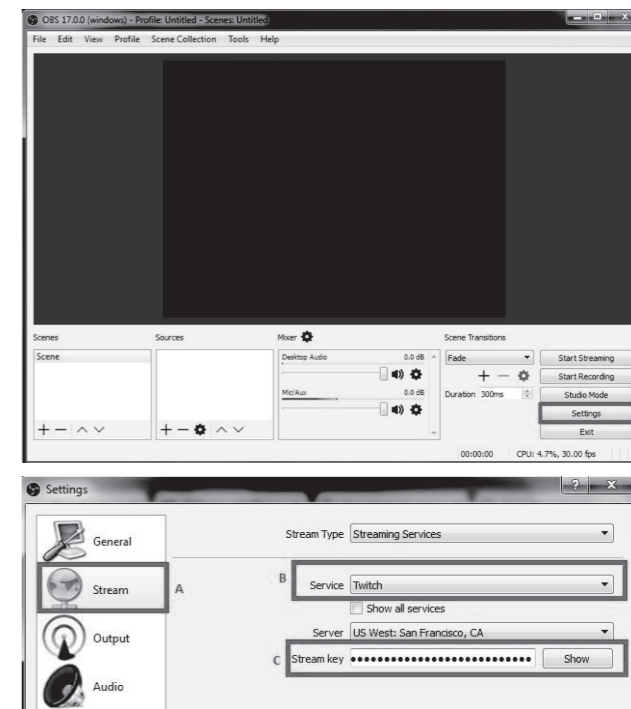 OBS 17.0.0 (windows) - Profile: Untitled - Scenes: Untitled
File Edit View Profile Scene Collection Tools Help
Scenes Sources Mixer Scene Transitions
Scene Desktop Audio 0.0 dB Fade Start Streaming
Start Recording
Mic/Aux 0.0 dB Duration 300ms Studio Mode
Settings
Exit
00:00:00 CPU: 4.7%, 30.00 fps
Settings
General Stream Type Streaming Services
Stream A B Service Twitch
Show all services
Output Server US West: San Francisco, CA
C Stream key Show
Audio